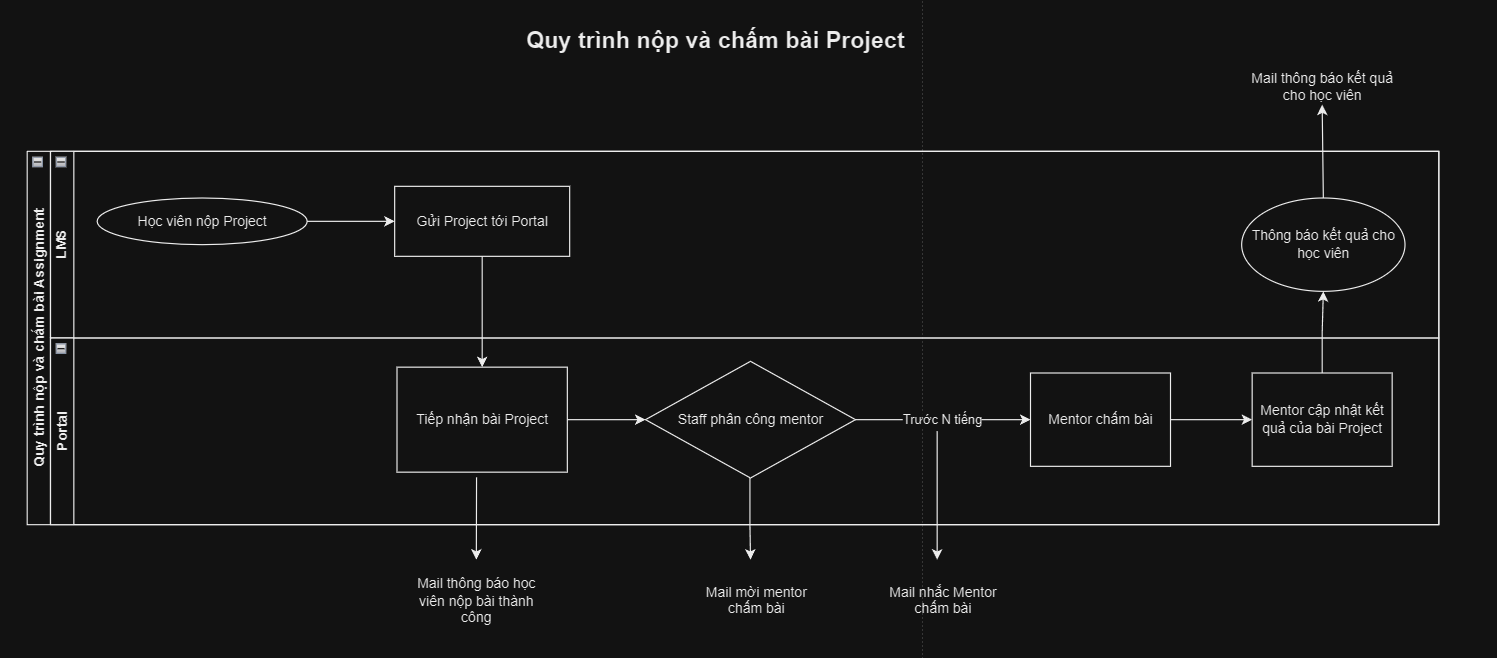 Quy trình nộp và chấm bài Project
Mail thông báo kết quả
cho học viên
Quy trình nộp và chấm bài Assignment
LMS
Học viên nộp Project
Gửi Project tới Portal
Thông báo kết quả cho
học viên
Portal
Tiếp nhận bài Project
Staff phân công mentor
Trước N tiếng
Mentor chấm bài
Mentor cập nhật kết
quả của bài Project
Mail thông báo học
viên nộp bài thành
công
Mail mời mentor
chấm bài
Mail nhắc Mentor
chấm bài